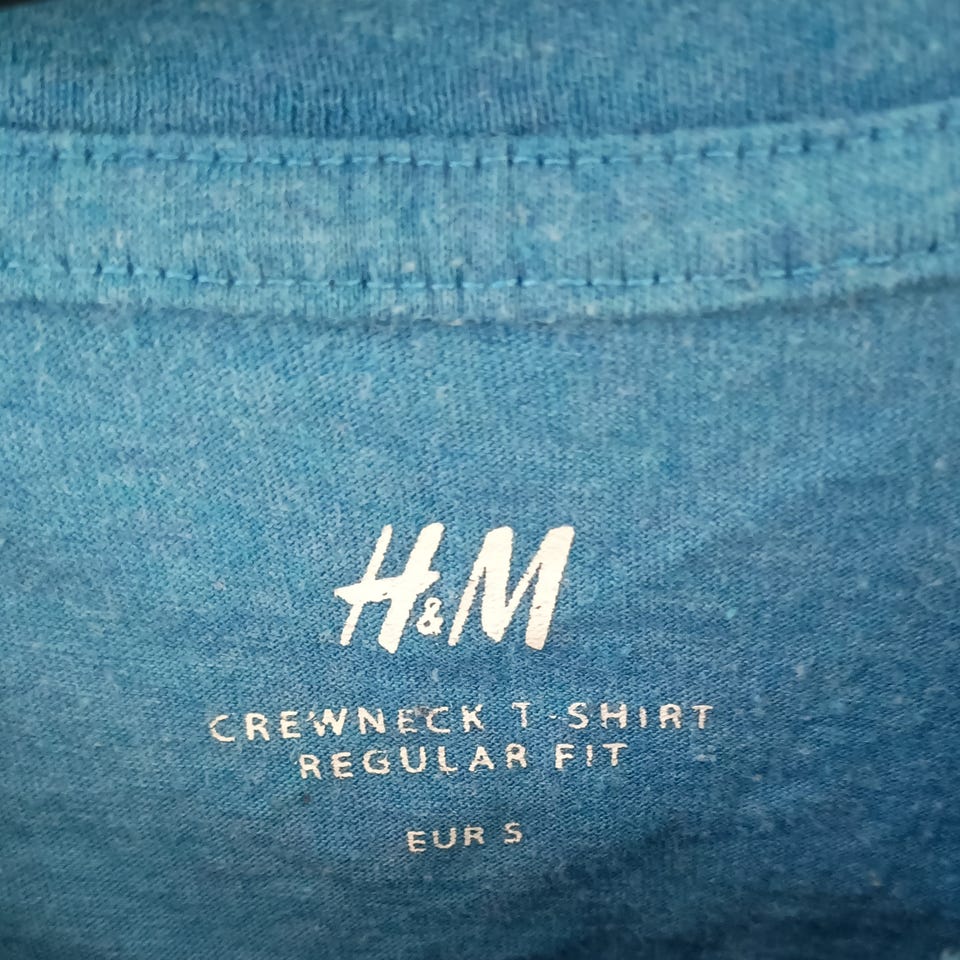 H&M
CREWNECK T-SHIRT
REGULAR FIT
EUR S